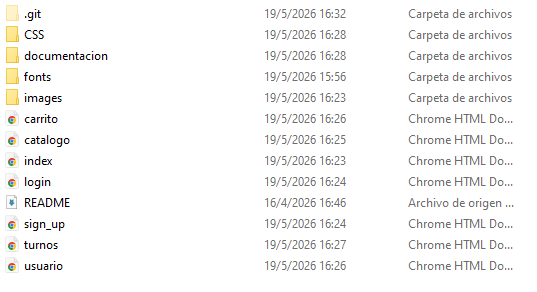 .git 19/5/2026 16:32 Carpeta de archivos
CSS 19/5/2026 16:28 Carpeta de archivos
documentacion 19/5/2026 16:28 Carpeta de archivos
fonts 19/5/2026 15:56 Carpeta de archivos
images 19/5/2026 16:23 Carpeta de archivos
carrito 19/5/2026 16:26 Chrome HTML Do...
catalogo 19/5/2026 16:25 Chrome HTML Do...
index 19/5/2026 16:23 Chrome HTML Do...
login 19/5/2026 16:24 Chrome HTML Do...
README 16/4/2026 16:46 Archivo de origen ...
sign_up 19/5/2026 16:24 Chrome HTML Do...
turnos 19/5/2026 16:27 Chrome HTML Do...
usuario 19/5/2026 16:26 Chrome HTML Do...